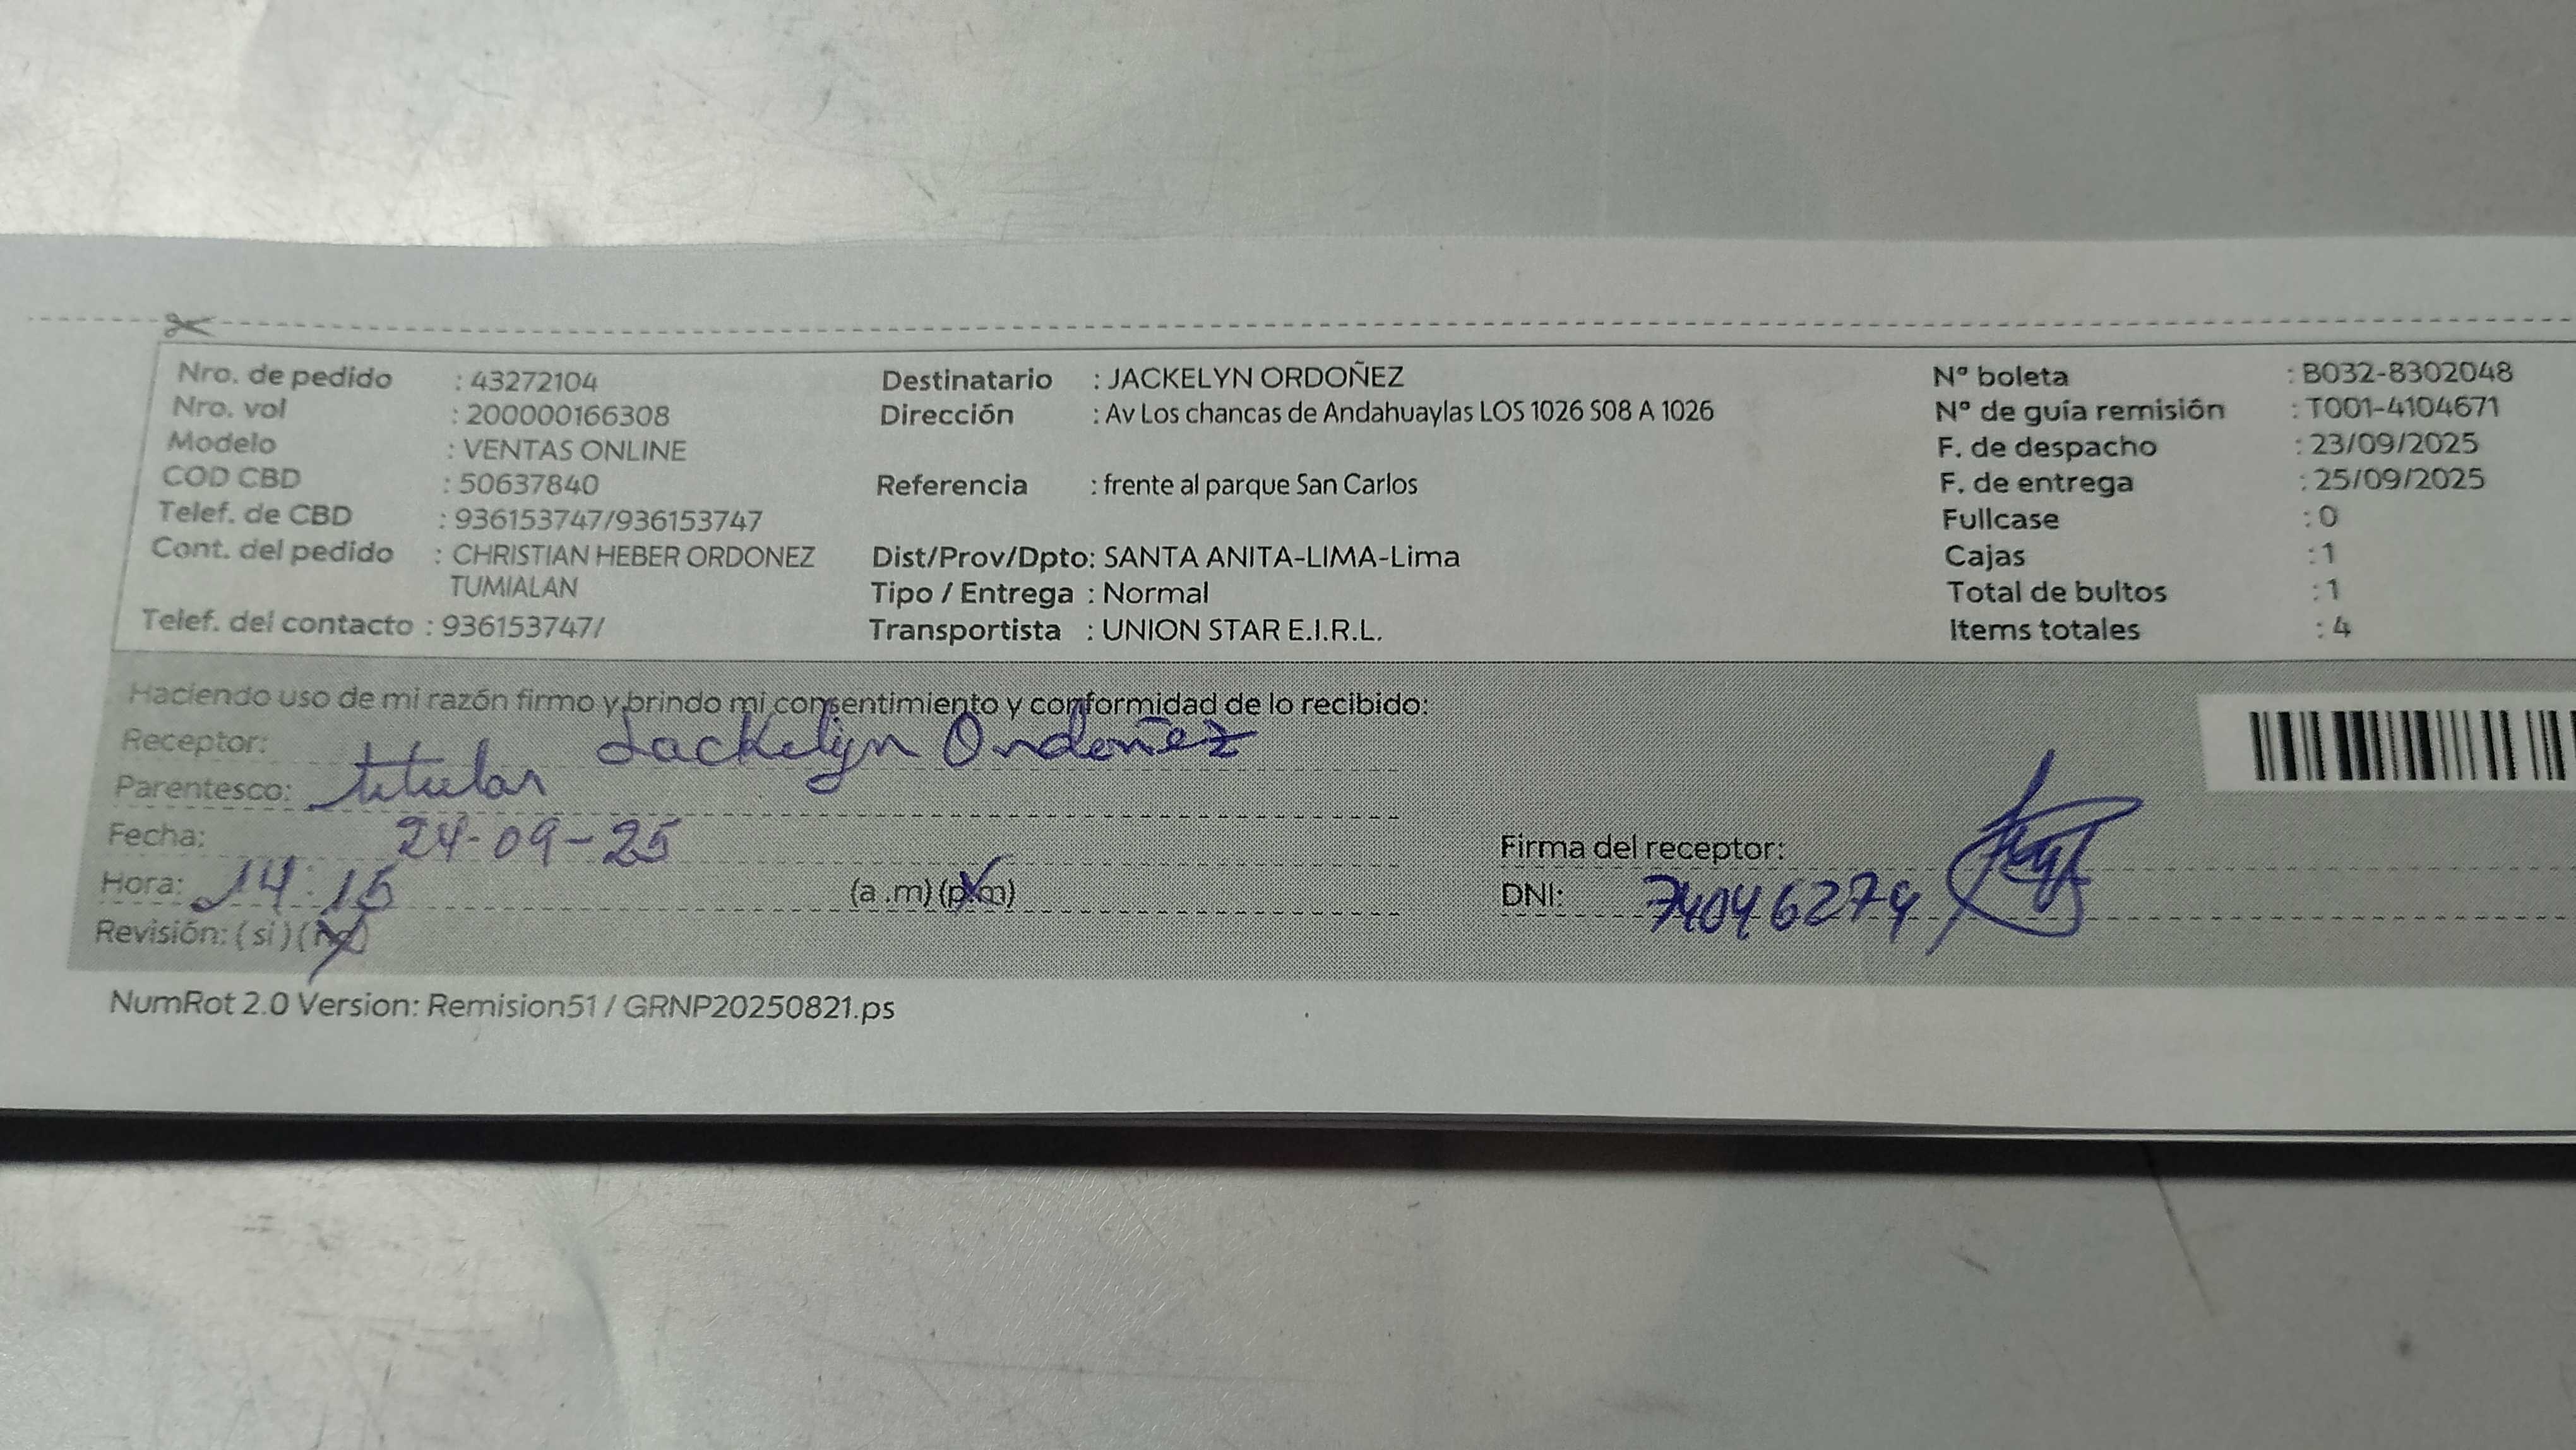 Nro. de pedido : 43272104
Nro. vol : 200000166308
Modelo : VENTAS ONLINE
COD CBD : 50637840
Telef. de CBD : 936153747/936153747
Cont. del pedido : CHRISTIAN HEBER ORDONEZ
TUMIALAN
Telef. del contacto : 936153747/
Destinatario : JACKELYN ORDOÑEZ
Dirección : Av Los chancas de Andahuaylas LOS 1026 S08 A 1026
Referencia : frente al parque San Carlos
Dist/Prov/Dpto: SANTA ANITA-LIMA-Lima
Tipo / Entrega : Normal
Transportista : UNION STAR E.I.R.L.
Nº boleta : B032-8302048
Nº de guía remisión : T001-4104671
F. de despacho : 23/09/2025
F. de entrega : 25/09/2025
Fullcase : 0
Cajas : 1
Total de bultos : 1
Items totales : 4
Haciendo uso de mi razón firmo y brindo mi consentimiento y conformidad de lo recibido:
Receptor: Jackelyn Ordoñez
Parentesco: titular
Fecha: 24-09-25
Hora: 14:15 (a.m) (p.m)
Revisión: (si) (no)
Firma del receptor:
DNI: 74046274
NumRot 2.0 Version: Remision51 / GRNP20250821.ps